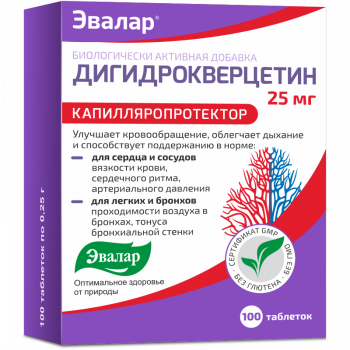 Эвалар®
БИОЛОГИЧЕСКИ АКТИВНАЯ ДОБАВКА
ДИГИДРОКВЕРЦЕТИН
25 мг
КАПИЛЛЯРОПРОТЕКТОР
Улучшает кровообращение, облегчает дыхание
и способствует поддержанию в норме:
• для сердца и сосудов
вязкости крови,
сердечного ритма,
артериального давления
• для легких и бронхов
проходимости воздуха в
бронхах, тонуса
бронхиальной стенки
Эвалар
Оптимальное здоровье
от природы
СЕРТИФИКАТ GMP
БЕЗ ГЛЮТЕНА • БЕЗ ГМО
100 таблеток
100 таблеток по 0,25 г